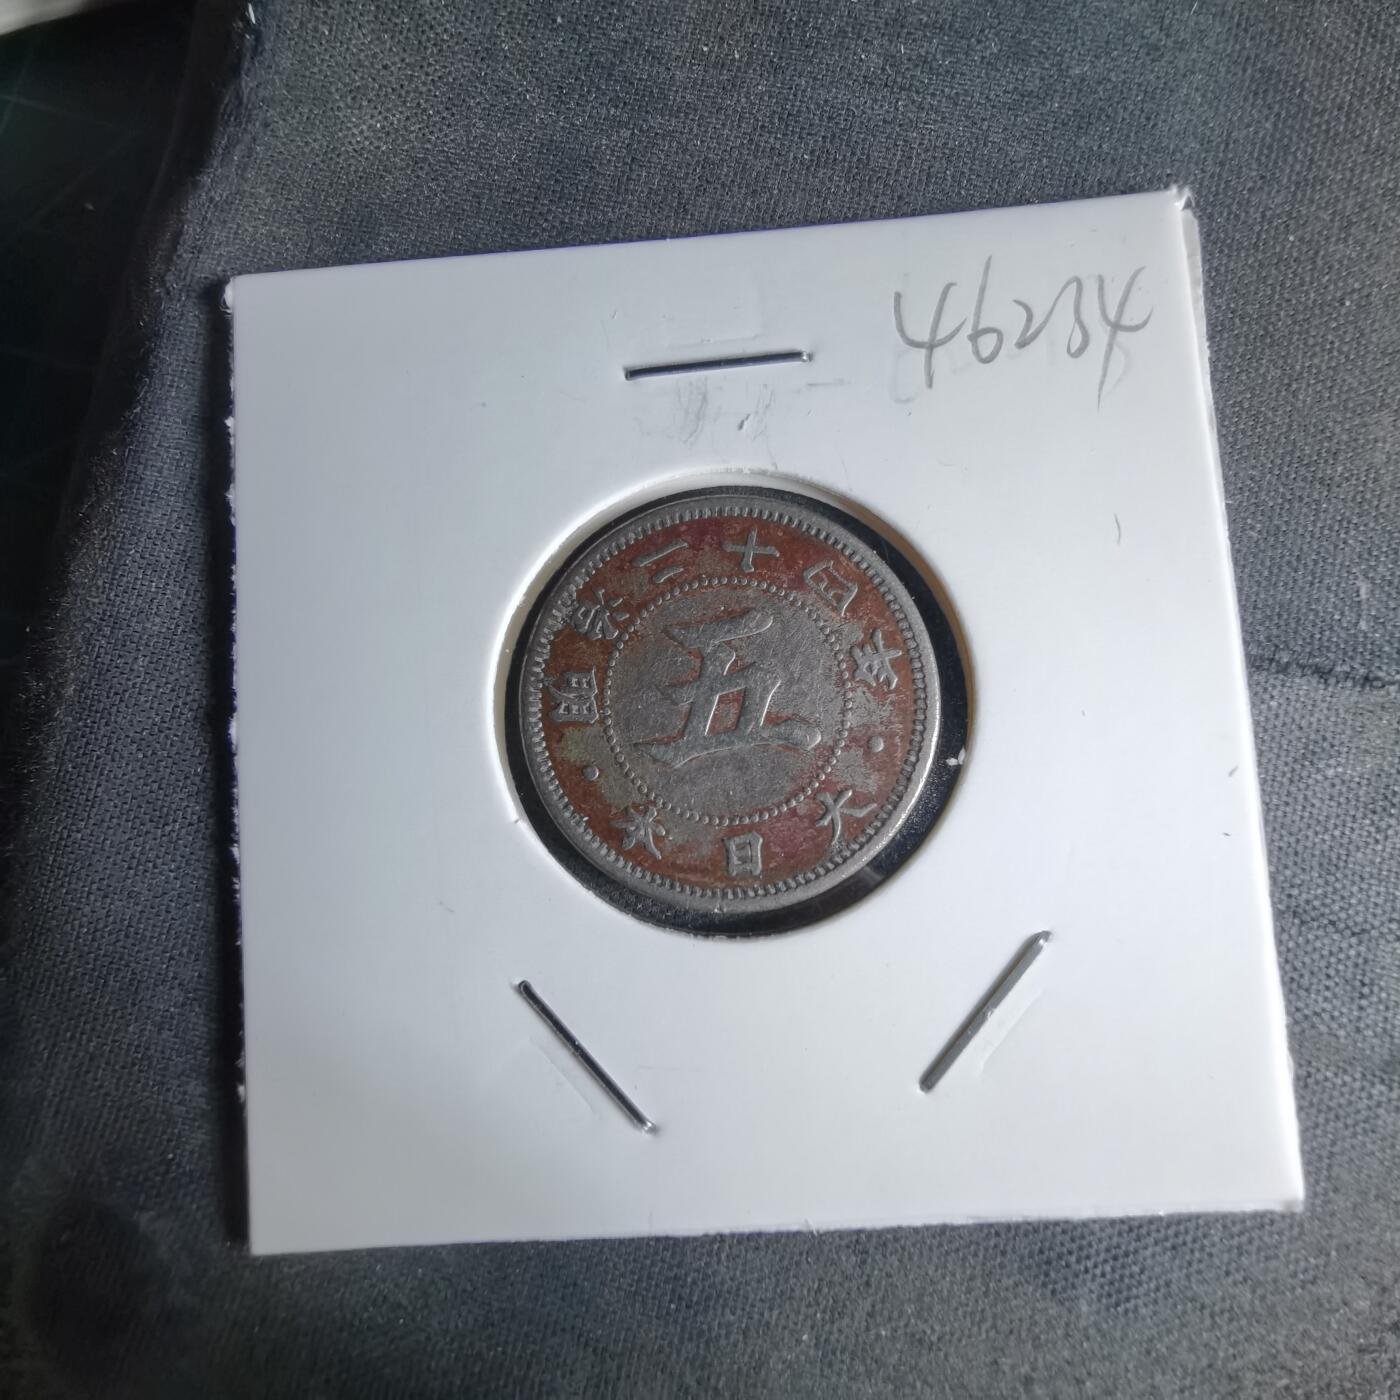 46284
明治二十四年
五
大日本